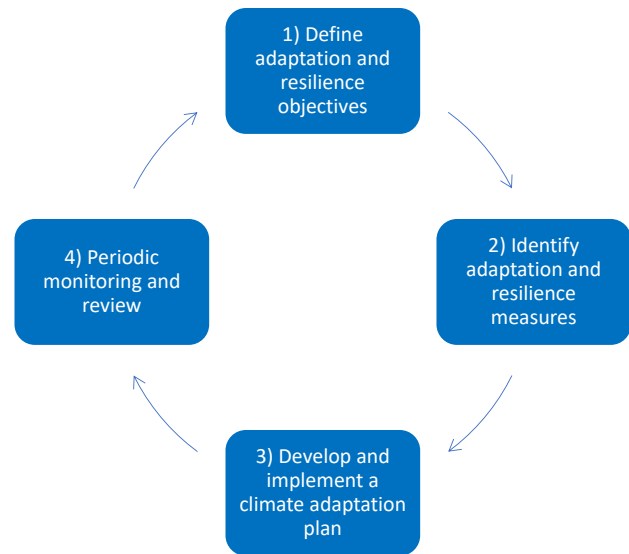 1) Define
adaptation and
resilience
objectives
2) Identify
adaptation and
resilience
measures
3) Develop and
implement a
climate adaptation
plan
4) Periodic
monitoring and
review